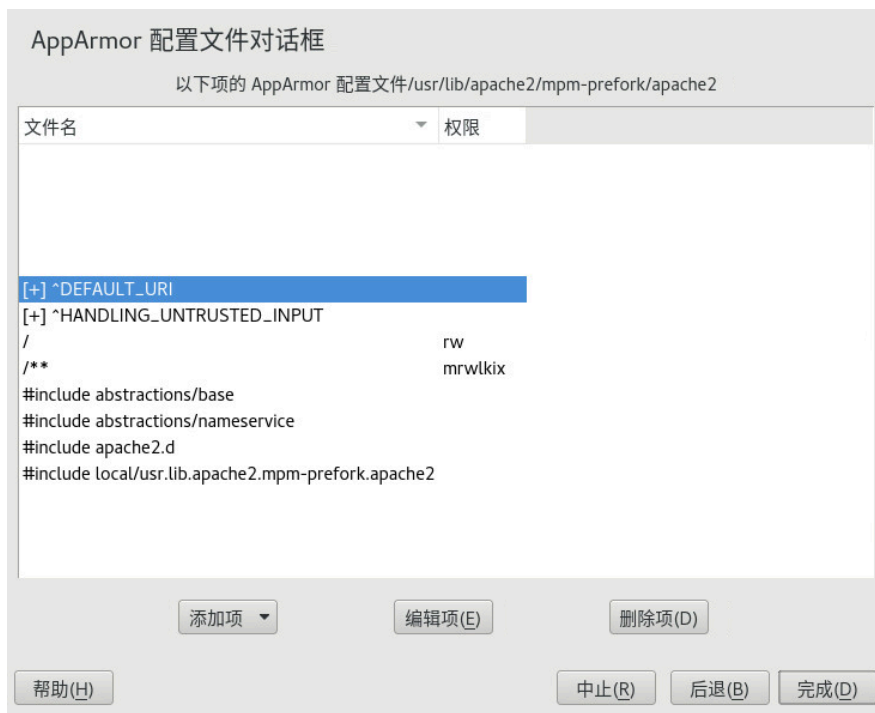 AppArmor 配置文件对话框
以下项的 AppArmor 配置文件/usr/lib/apache2/mpm-prefork/apache2
文件名 权限
[+] ^DEFAULT_URI
[+] ^HANDLING_UNTRUSTED_INPUT
/ rw
/** mrwlkix
#include abstractions/base
#include abstractions/nameservice
#include apache2.d
#include local/usr.lib.apache2.mpm-prefork.apache2
添加项 编辑项(E) 删除项(D)
帮助(H) 中止(R) 后退(B) 完成(D)